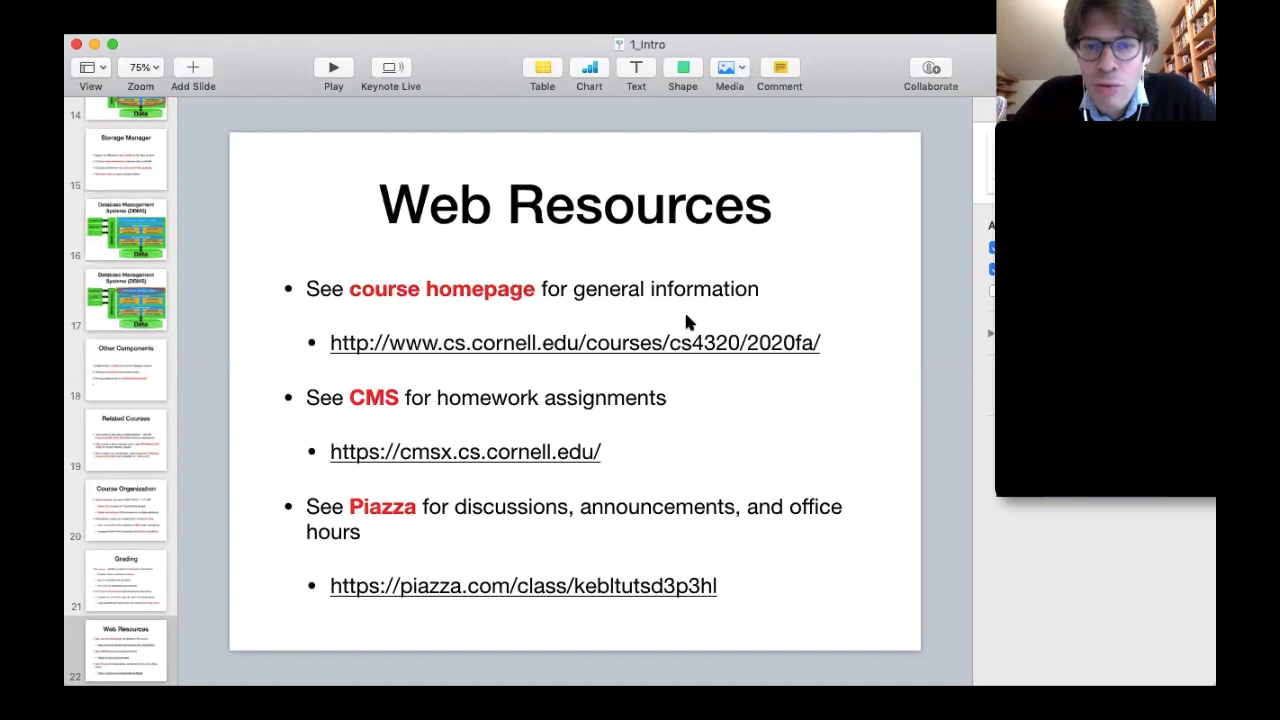 1_Intro
75%
View
Zoom
Add Slide
Play
Keynote Live
Table
Chart
Text
Shape
Media
Comment
Collaborate
14
Data
Storage Manager
15
Database Management
Systems (DBMS)
Data
16
Database Management
Systems (DBMS)
Data
17
Other Components
18
Related Courses
19
Course Organization
20
Grading
21
Web Resources
22
Web Resources
• See course homepage for general information
• http://www.cs.cornell.edu/courses/cs4320/2020fa/
• See CMS for homework assignments
• https://cmsx.cs.cornell.edu/
• See Piazza for discussions, announcements, and office
hours
• https://piazza.com/class/kebltutsd3p3hl